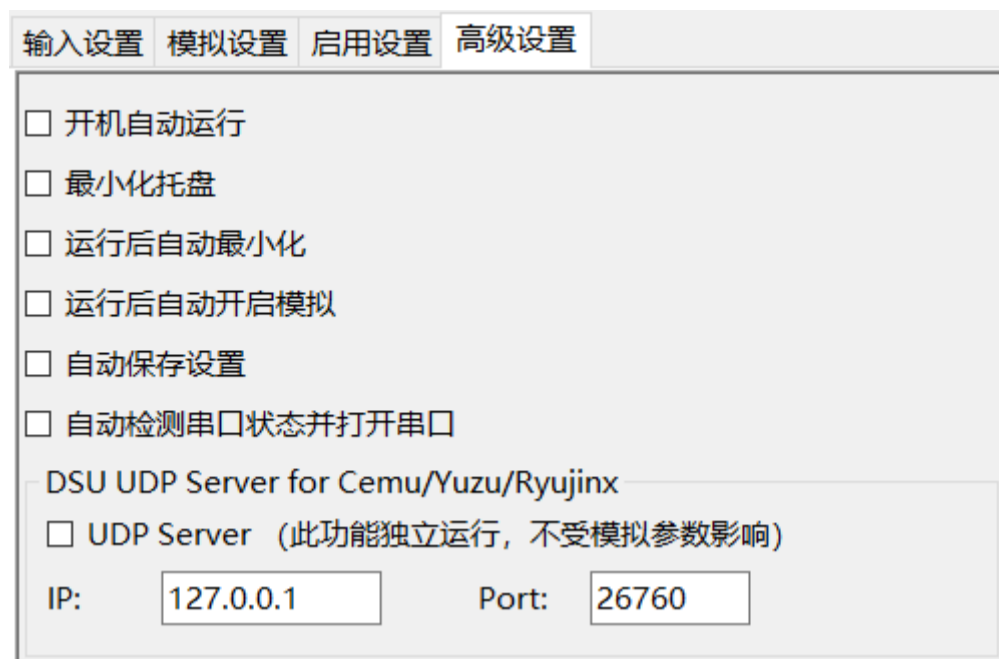 输入设置 模拟设置 启用设置 高级设置
开机自动运行
最小化托盘
运行后自动最小化
运行后自动开启模拟
自动保存设置
自动检测串口状态并打开串口
DSU UDP Server for Cemu/Yuzu/Ryujinx
UDP Server （此功能独立运行，不受模拟参数影响）
IP: 127.0.0.1 Port: 26760